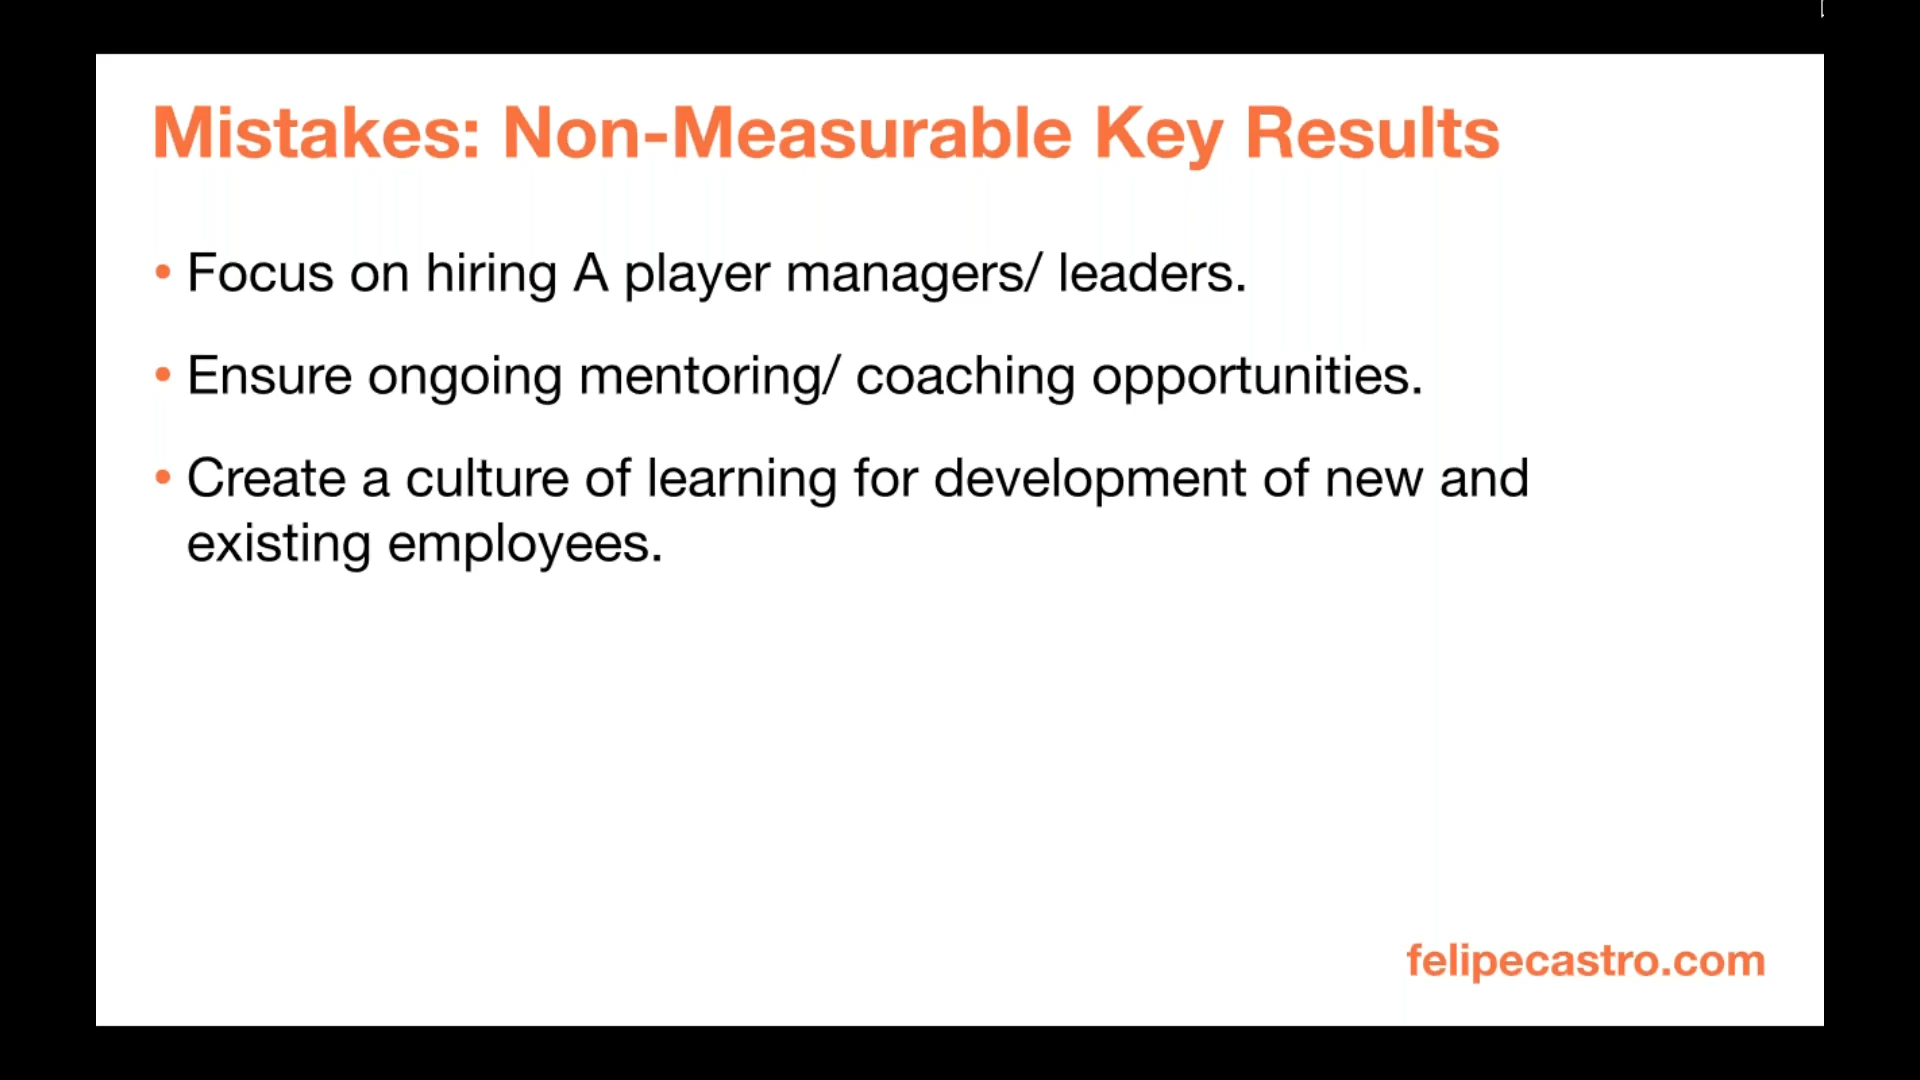 Mistakes: Non-Measurable Key Results
• Focus on hiring A player managers/ leaders.
• Ensure ongoing mentoring/ coaching opportunities.
• Create a culture of learning for development of new and
existing employees.
felipecastro.com